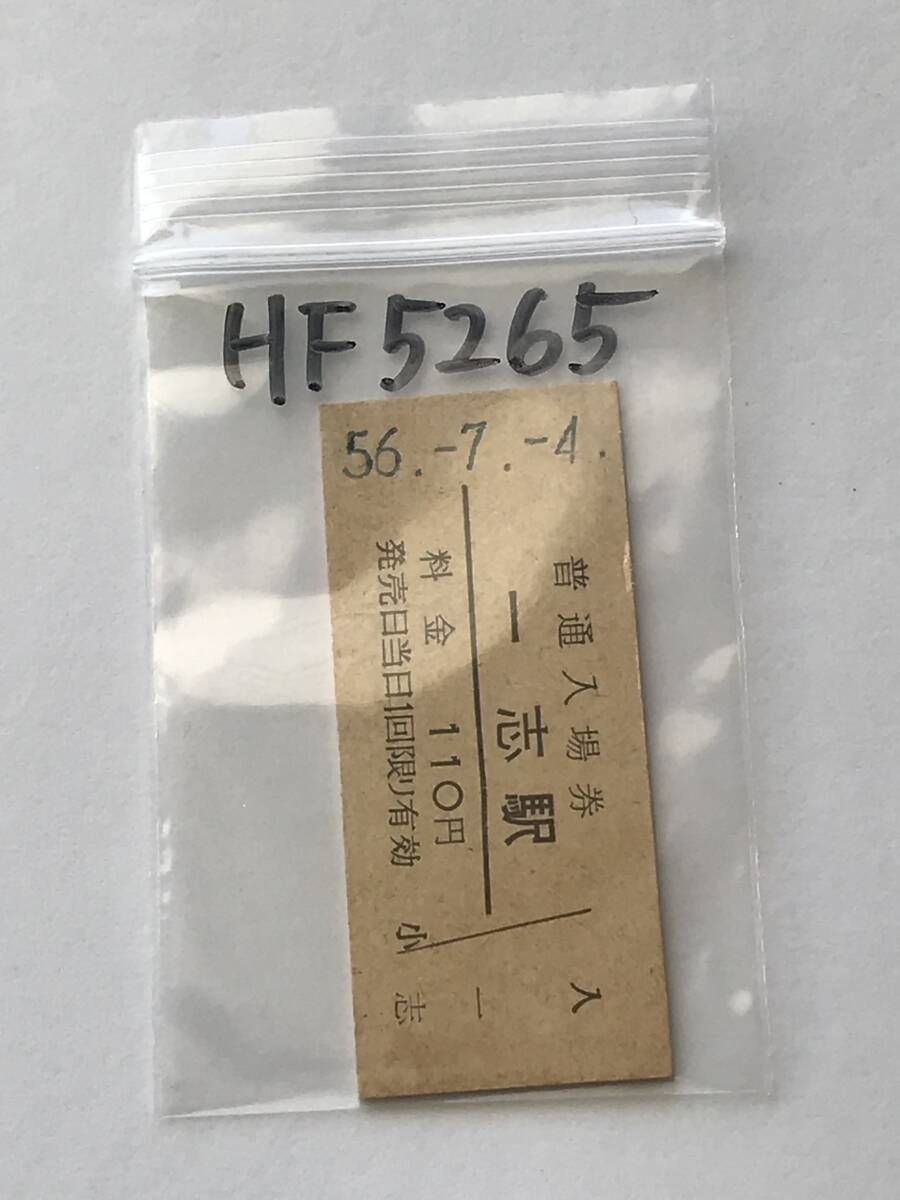 HF5265
56.-7.-4.
普通入場券
一志駅
料金 110円
発売日当日1回限り有効
入
小
一志